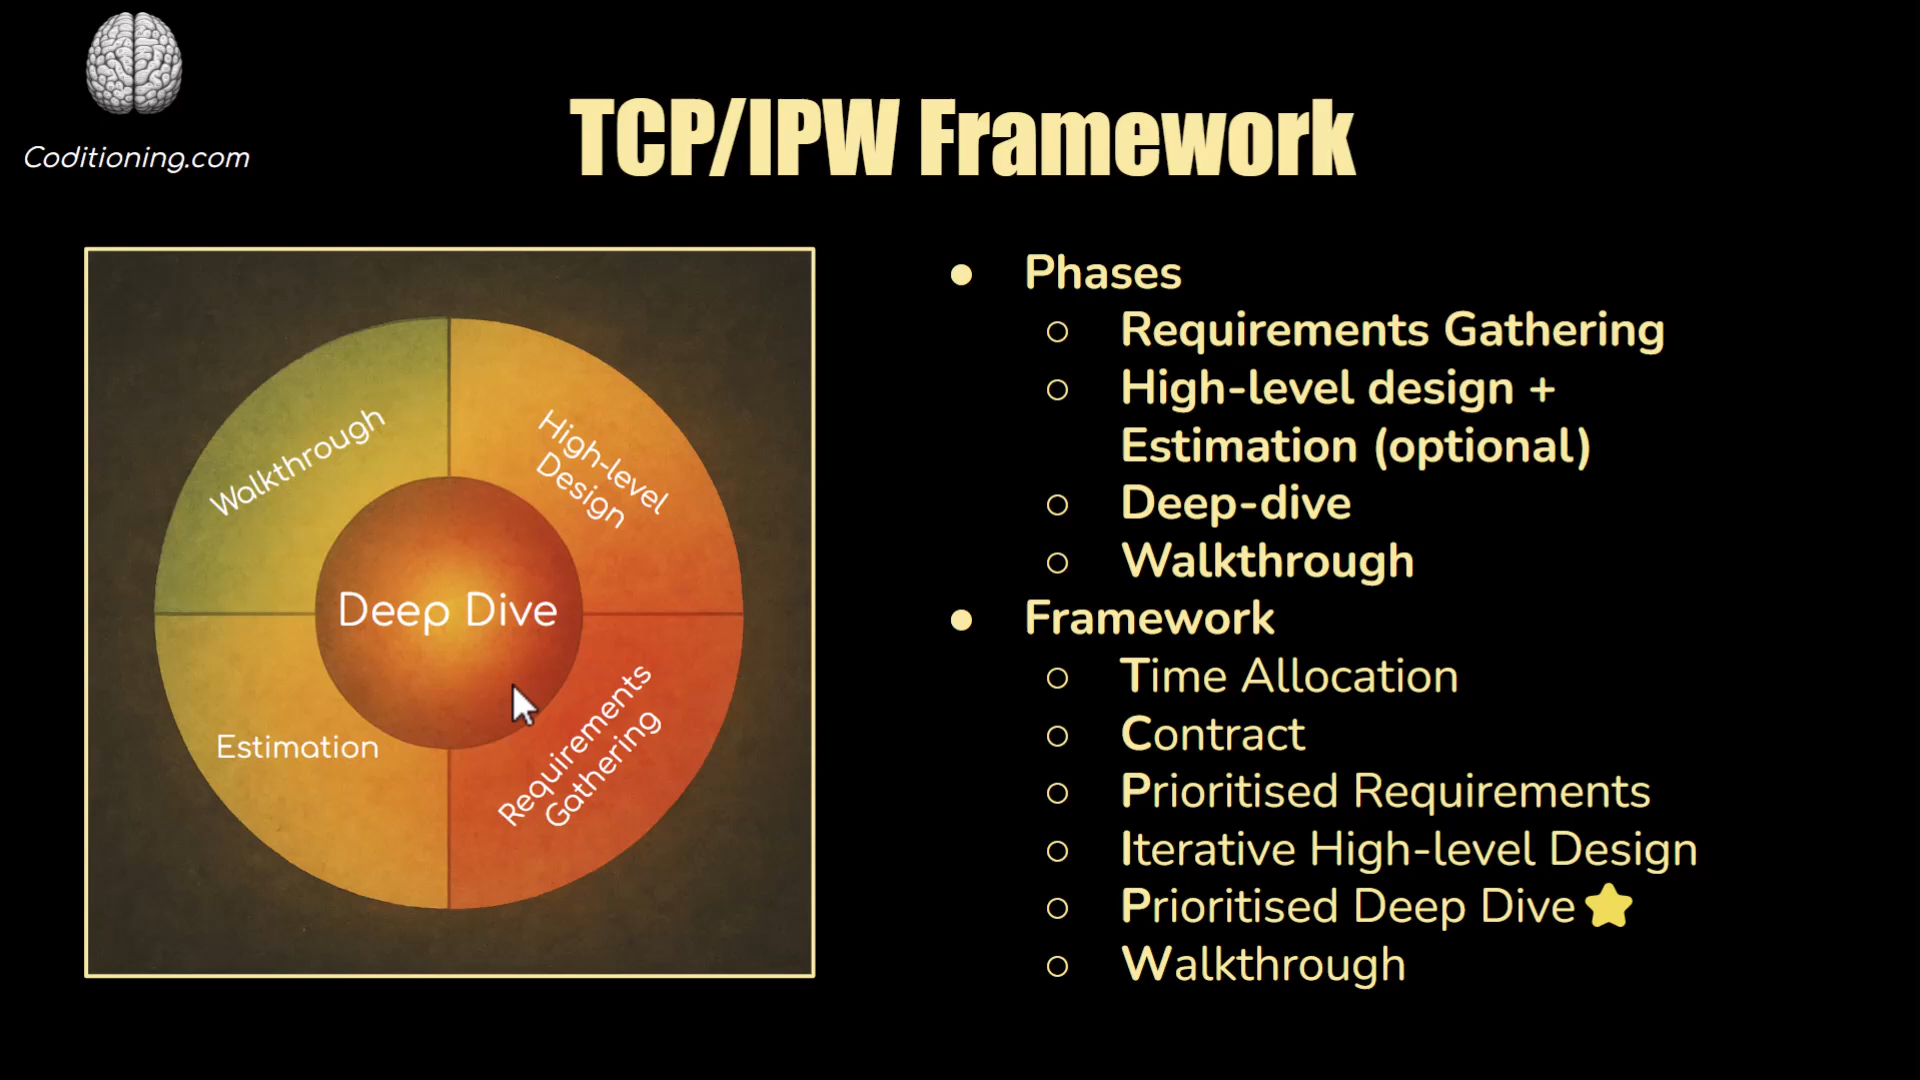 Coditioning.com
TCP/IPW Framework
Walkthrough
High-level
Design
Deep Dive
Estimation
Requirements
Gathering
● Phases
○ Requirements Gathering
○ High-level design +
Estimation (optional)
○ Deep-dive
○ Walkthrough
● Framework
○ Time Allocation
○ Contract
○ Prioritised Requirements
○ Iterative High-level Design
○ Prioritised Deep Dive
○ Walkthrough